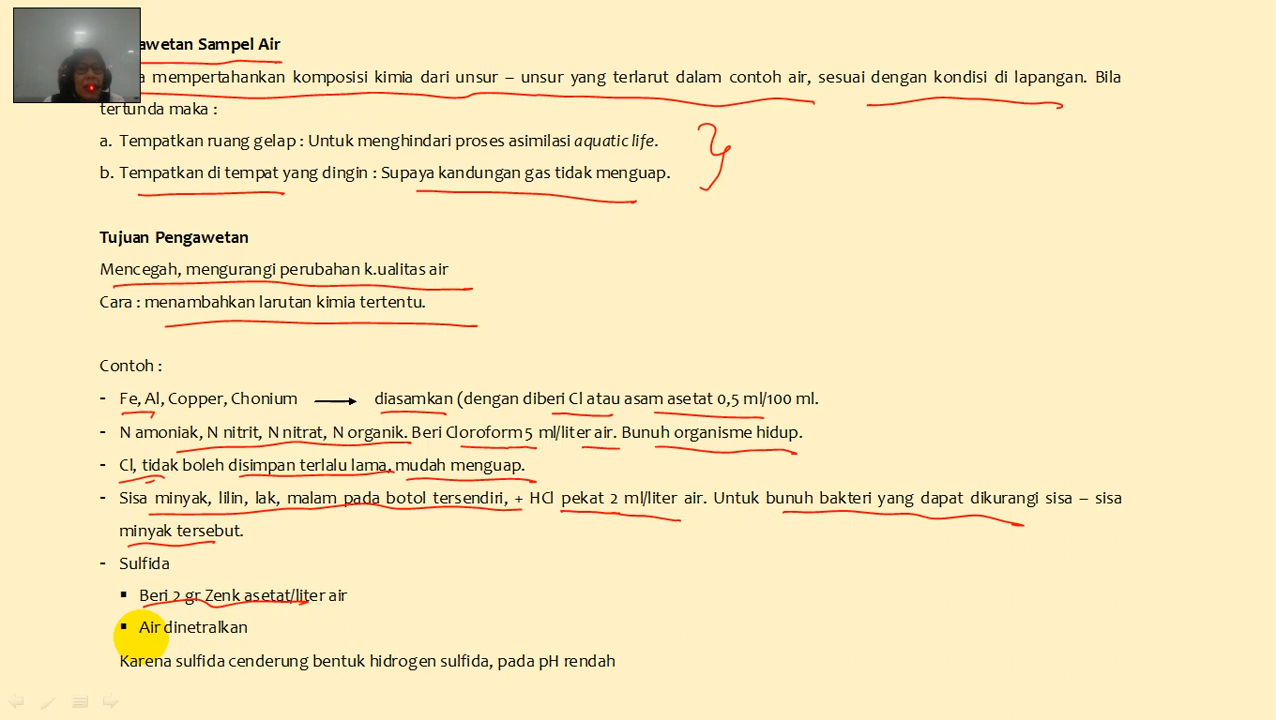 awetan Sampel Air
mempertahankan komposisi kimia dari unsur – unsur yang terlarut dalam contoh air, sesuai dengan kondisi di lapangan. Bila
tertunda maka :
a. Tempatkan ruang gelap : Untuk menghindari proses asimilasi aquatic life.
b. Tempatkan di tempat yang dingin : Supaya kandungan gas tidak menguap.
Tujuan Pengawetan
Mencegah, mengurangi perubahan k.ualitas air
Cara : menambahkan larutan kimia tertentu.
Contoh :
- Fe, Al, Copper, Chonium → diasamkan (dengan diberi Cl atau asam asetat 0,5 ml/100 ml.
- N amoniak, N nitrit, N nitrat, N organik. Beri Cloroform 5 ml/liter air. Bunuh organisme hidup.
- Cl, tidak boleh disimpan terlalu lama, mudah menguap.
- Sisa minyak, lilin, lak, malam pada botol tersendiri, + HCl pekat 2 ml/liter air. Untuk bunuh bakteri yang dapat dikurangi sisa – sisa
minyak tersebut.
- Sulfida
▪ Beri 2 gr Zenk asetat/liter air
▪ Air dinetralkan
Karena sulfida cenderung bentuk hidrogen sulfida, pada pH rendah